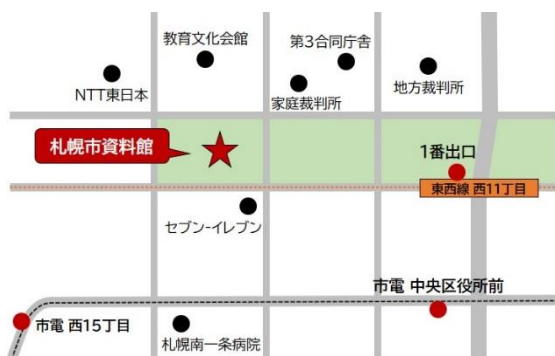 教育文化会館
第3合同庁舎
NTT東日本
家庭裁判所
地方裁判所
札幌市資料館
1番出口
東西線 西11丁目
セブン-イレブン
市電 中央区役所前
市電 西15丁目
札幌南一条病院